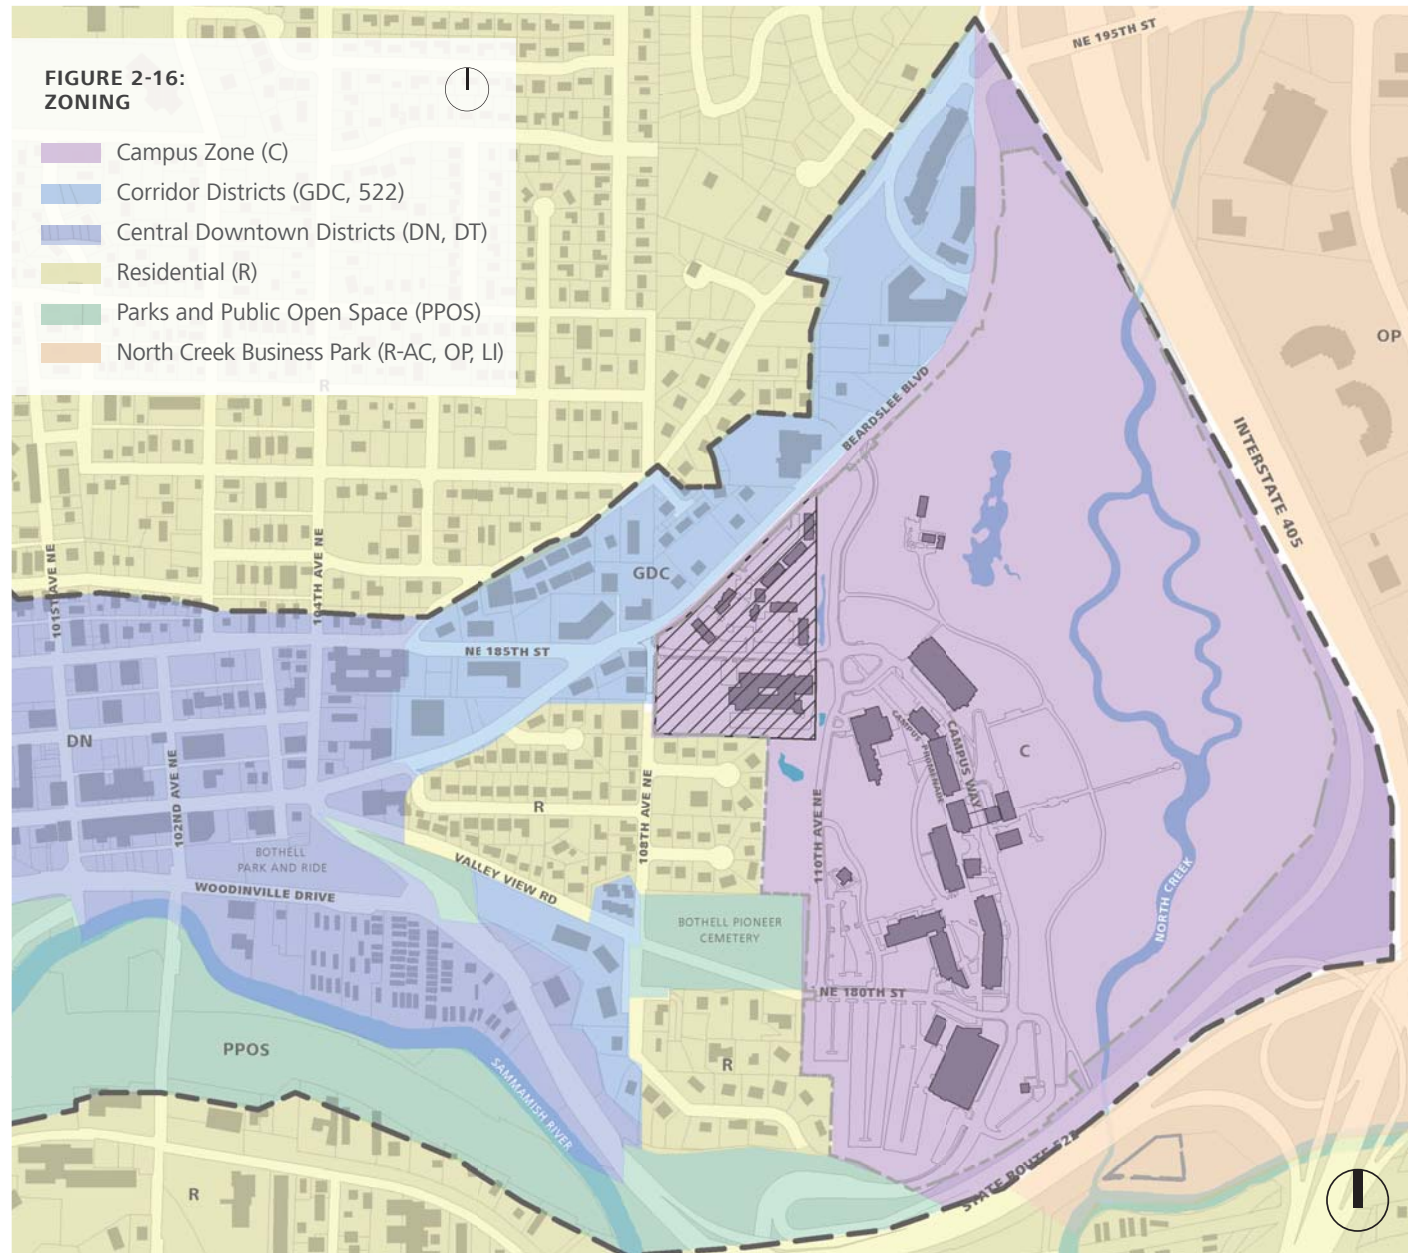 FIGURE 2-16:
ZONING
Campus Zone (C)
Corridor Districts (GDC, 522)
Central Downtown Districts (DN, DT)
Residential (R)
Parks and Public Open Space (PPOS)
North Creek Business Park (R-AC, OP, LI)
NE 195TH ST
OP
R
BEARDSLEE BLVD
INTERSTATE 405
101ST AVE NE
104TH AVE NE
GDC
NE 185TH ST
DN
102ND AVE NE
CAMPUS PROMENADE
CAMPUS WAY
C
R
108TH AVE NE
110TH AVE NE
BOTHELL
PARK AND RIDE
VALLEY VIEW RD
WOODINVILLE DRIVE
NORTH CREEK
BOTHELL PIONEER
CEMETERY
NE 180TH ST
PPOS
R
SAMMAMISH RIVER
STATE ROUTE 522
R